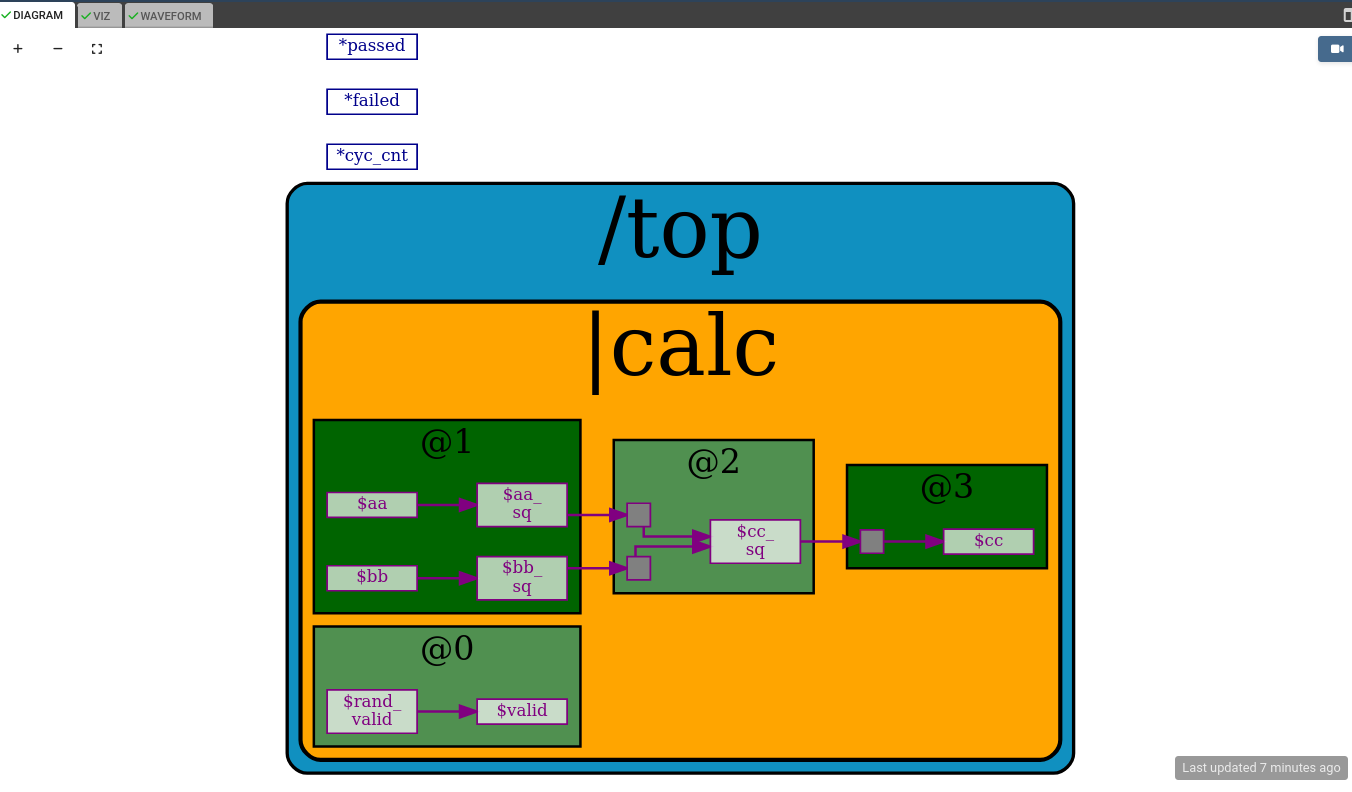 DIAGRAM
VIZ
WAVEFORM
*passed
*failed
*cyc_cnt
/top
|calc
@1
$aa
$aa_
sq
$bb
$bb_
sq
@2
$cc_
sq
@3
$cc
@0
$rand_
valid
$valid
Last updated 7 minutes ago